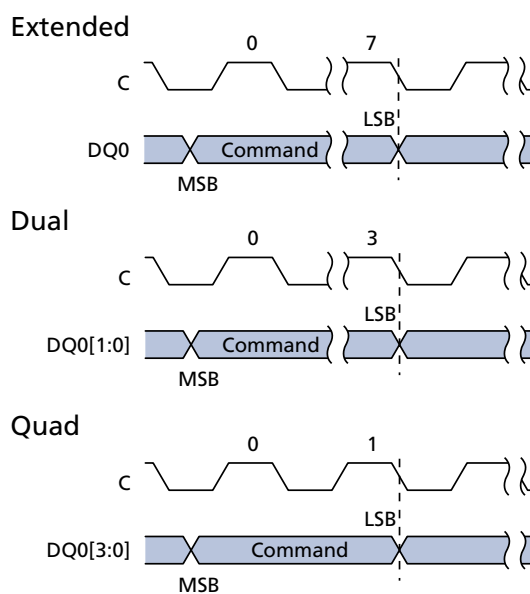 Extended
0 7
C
LSB
DQ0 Command
MSB
Dual
0 3
C
LSB
DQ0[1:0] Command
MSB
Quad
0 1
C
LSB
DQ0[3:0] Command
MSB